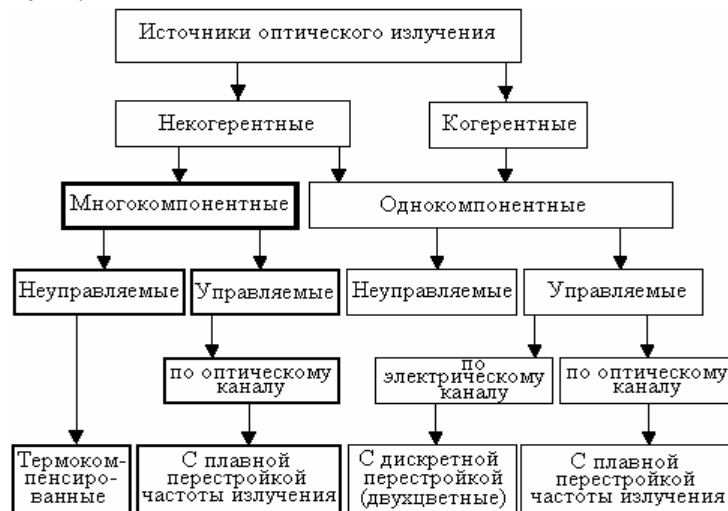 Источники оптического излучения
Некогерентные
Когерентные
Многокомпонентные
Однокомпонентные
Неуправляемые
Управляемые
Неуправляемые
Управляемые
по оптическому
каналу
по
электрическому
каналу
по оптическому
каналу
Термоком-
пенсиро-
ванные
С плавной
перестройкой
частоты излучения
С дискретной
перестройкой
(двухцветные)
С плавной
перестройкой
частоты излучения